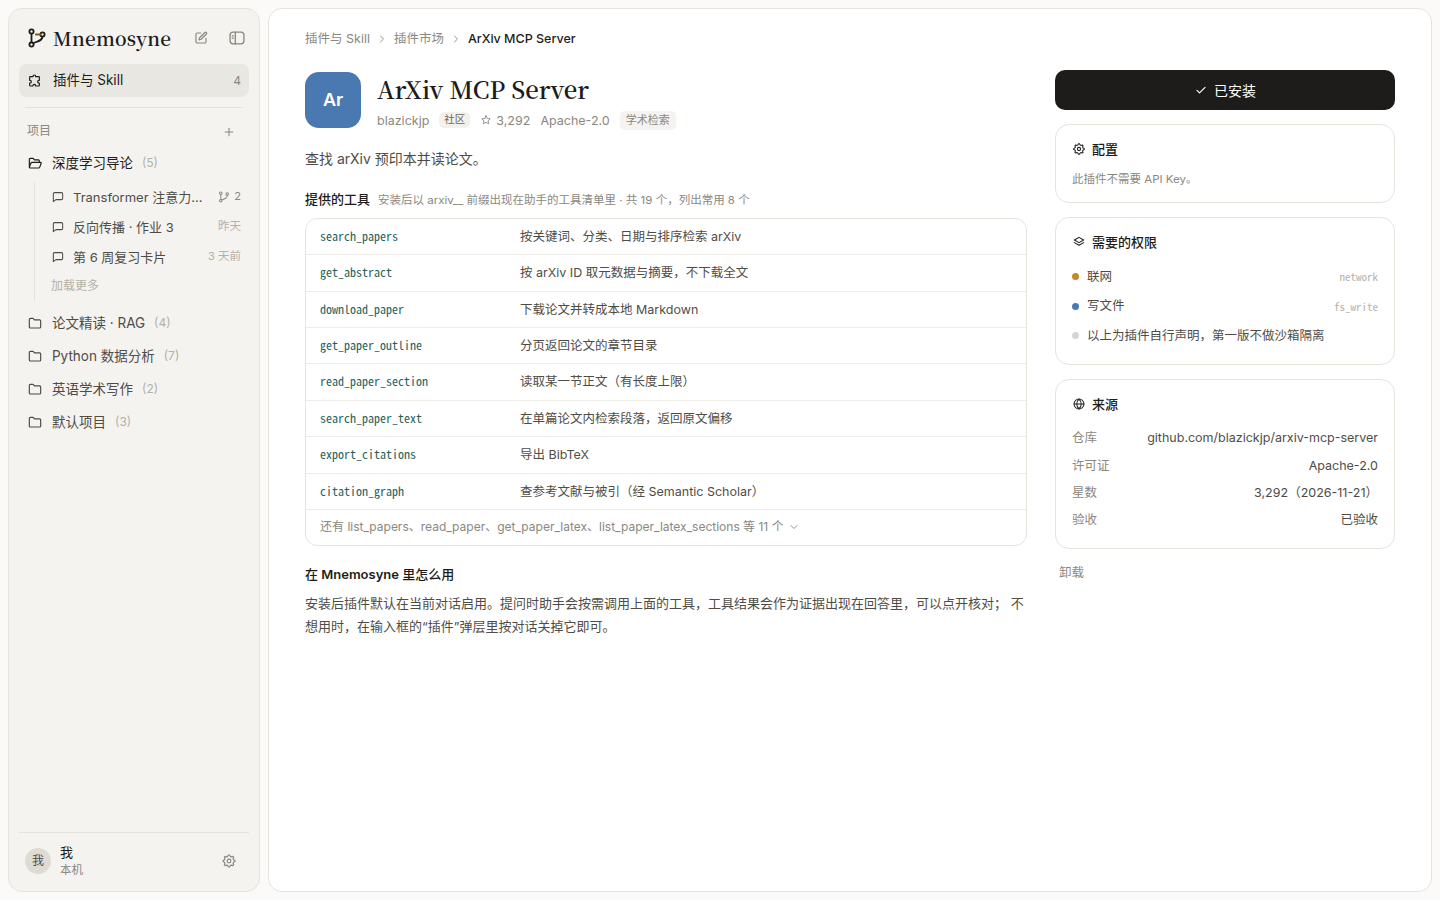 Mnemosyne
插件与 Skill 4
项目
深度学习导论 (5)
Transformer 注意力... 2
反向传播 · 作业 3 昨天
第 6 周复习卡片 3 天前
加载更多
论文精读 · RAG (4)
Python 数据分析 (7)
英语学术写作 (2)
默认项目 (3)
我 我
本机
插件与 Skill > 插件市场 > ArXiv MCP Server
Ar
ArXiv MCP Server
blazickjp 社区 3,292 Apache-2.0 学术检索
查找 arXiv 预印本并读论文。
提供的工具 安装后以 arxiv__ 前缀出现在助手的工具清单里 · 共 19 个，列出常用 8 个
search_papers 按关键词、分类、日期与排序检索 arXiv
get_abstract 按 arXiv ID 取元数据与摘要，不下载全文
download_paper 下载论文并转成本地 Markdown
get_paper_outline 分页返回论文的章节目录
read_paper_section 读取某一节正文（有长度上限）
search_paper_text 在单篇论文内检索段落，返回原文偏移
export_citations 导出 BibTeX
citation_graph 查参考文献与被引（经 Semantic Scholar）
还有 list_papers、read_paper、get_paper_latex、list_paper_latex_sections 等 11 个
在 Mnemosyne 里怎么用
安装后插件默认在当前对话启用。提问时助手会按需调用上面的工具，工具结果会作为证据出现在回答里，可以点开核对； 不
想用时，在输入框的“插件”弹层里按对话关掉它即可。
已安装
配置
此插件不需要 API Key。
需要的权限
联网 network
写文件 fs_write
以上为插件自行声明，第一版不做沙箱隔离
来源
仓库 github.com/blazickjp/arxiv-mcp-server
许可证 Apache-2.0
星数 3,292（2026-11-21）
验收 已验收
卸载